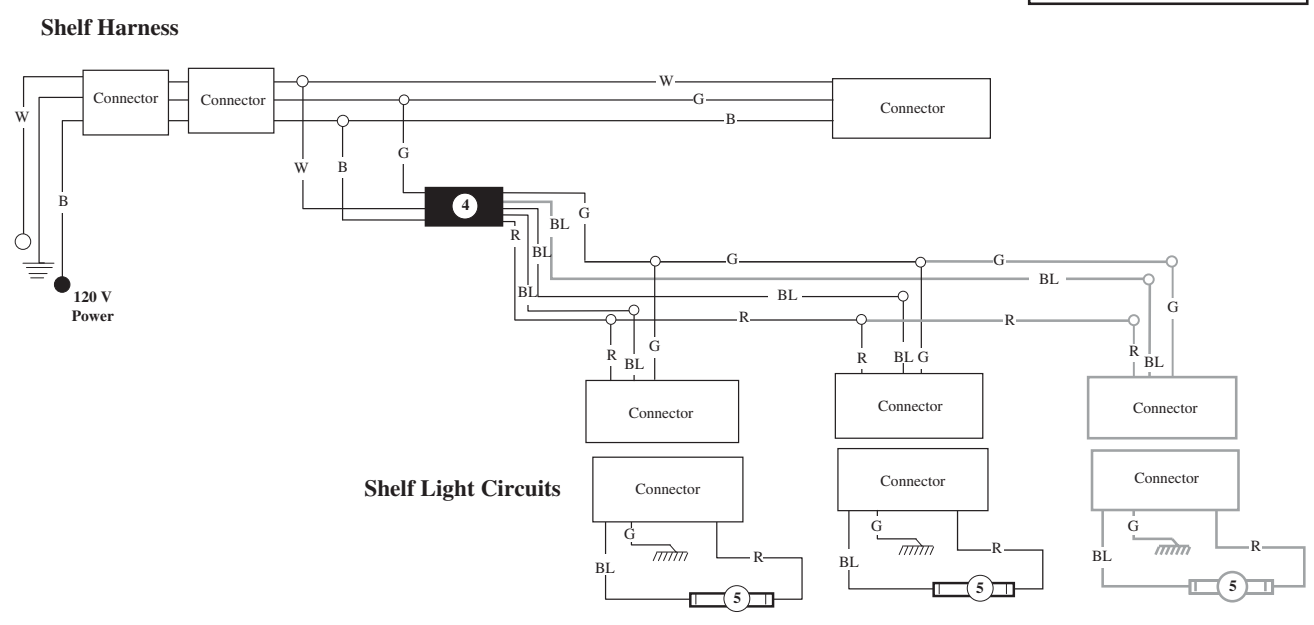 Shelf Harness
Connector
Connector
W
G
B
Connector
W
B
W
B
G
4
G
BL
R
BL
BL
120 V
Power
G
G
BL
BL
R
R
G
R
BL
G
R
BL G
R
BL
Connector
Connector
Connector
Shelf Light Circuits
Connector
Connector
Connector
G
G
G
BL
R
BL
R
BL
R
5
5
5